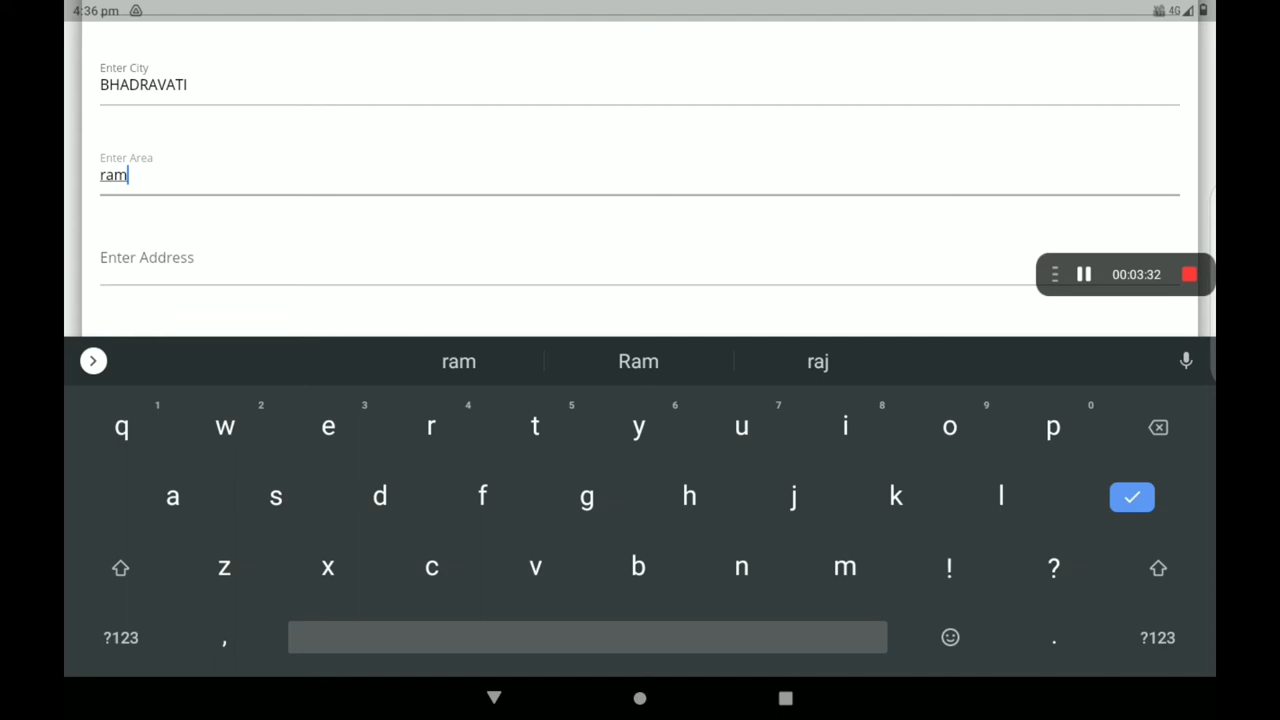 4:36 pm
4G
Enter City
BHADRAVATI
Enter Area
ram
Enter Address
00:03:32
ram Ram raj
1 2 3 4 5 6 7 8 9 0
q w e r t y u i o p
a s d f g h j k l
z x c v b n m ! ?
?123 , . ?123